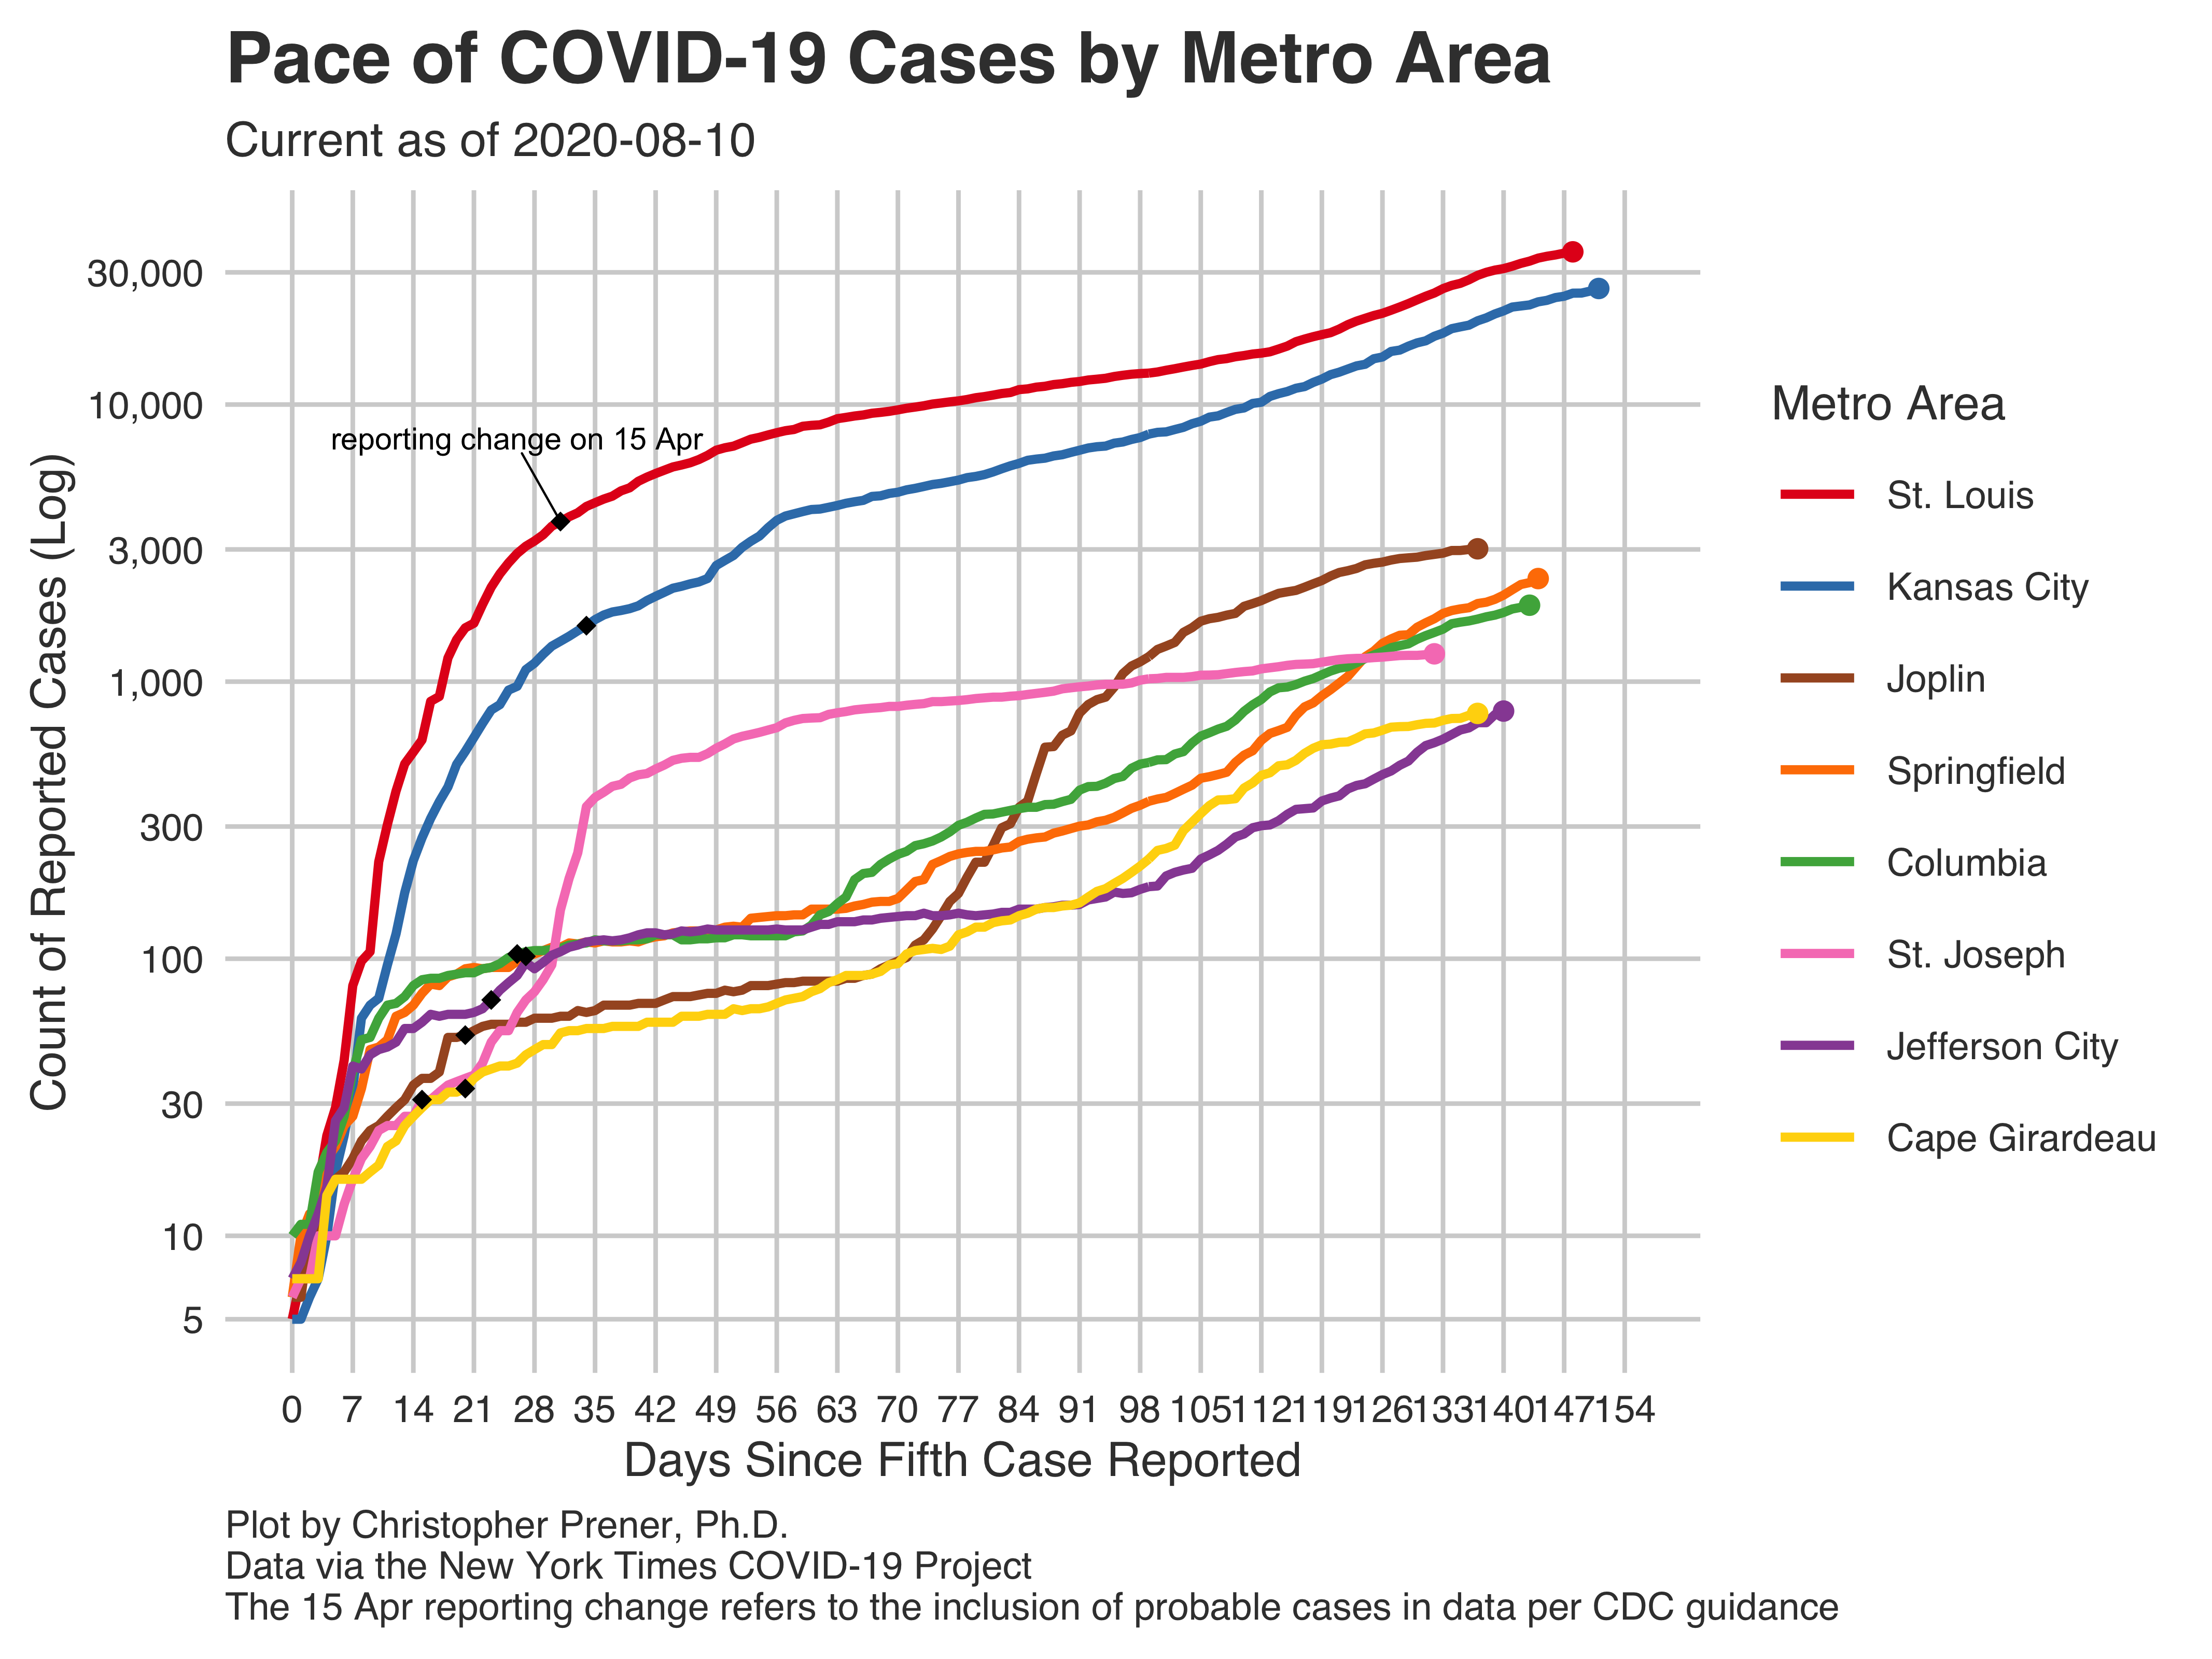 Pace of COVID-19 Cases by Metro Area
Current as of 2020-08-10
Count of Reported Cases (Log)
30,000
10,000
3,000
1,000
300
100
30
10
5
reporting change on 15 Apr
0 7 14 21 28 35 42 49 56 63 70 77 84 91 98 105 112 119 126 133 140 147 154
Days Since Fifth Case Reported
Metro Area
St. Louis
Kansas City
Joplin
Springfield
Columbia
St. Joseph
Jefferson City
Cape Girardeau
Plot by Christopher Prener, Ph.D.
Data via the New York Times COVID-19 Project
The 15 Apr reporting change refers to the inclusion of probable cases in data per CDC guidance